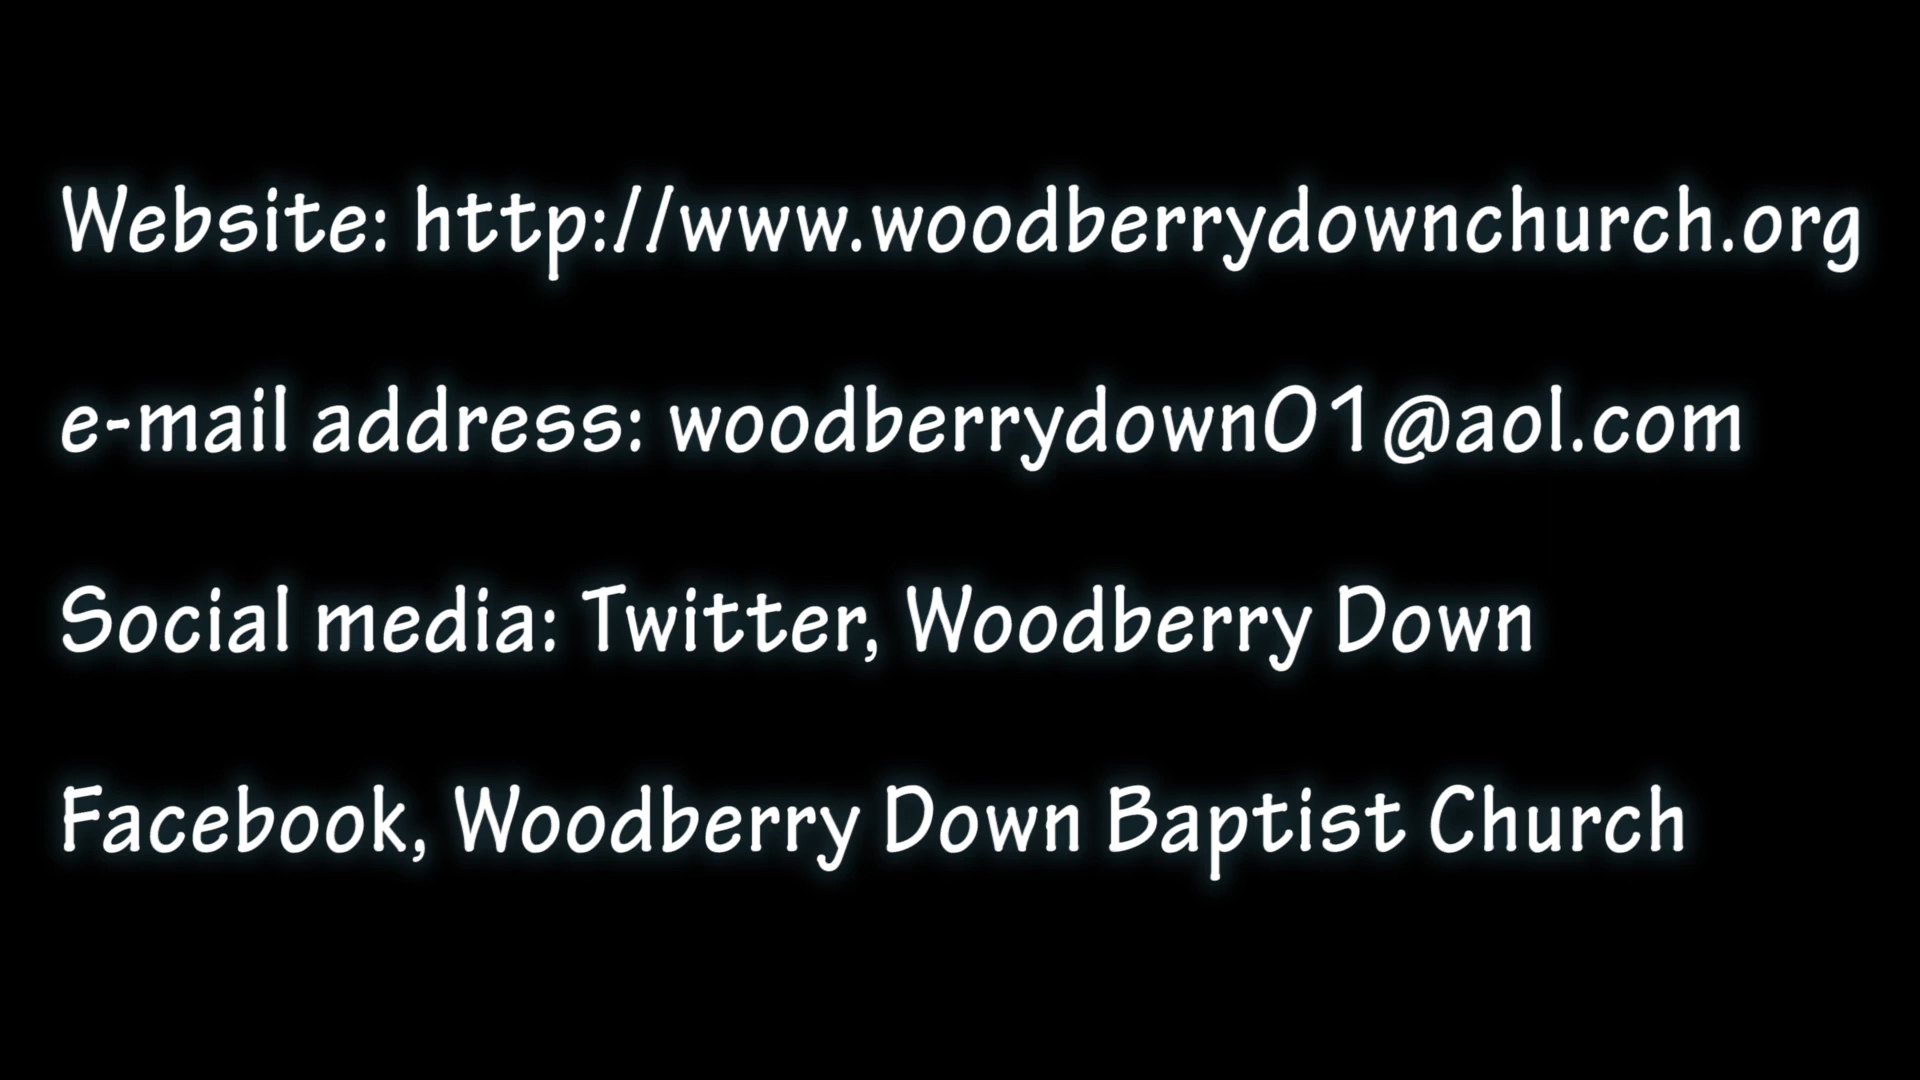 Website: http://www.woodberrydownchurch.org
e-mail address: woodberrydown01@aol.com
Social media: Twitter, Woodberry Down
Facebook, Woodberry Down Baptist Church